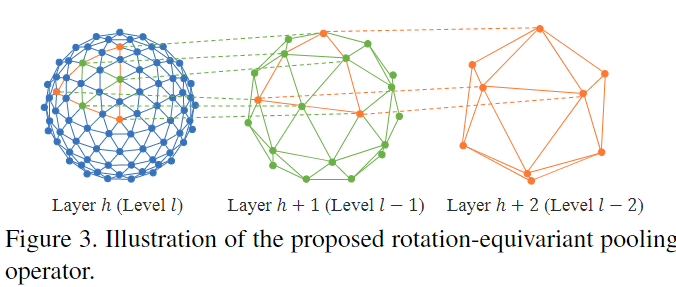 Layer h (Level l) Layer h + 1 (Level l − 1) Layer h + 2 (Level l − 2)
Figure 3. Illustration of the proposed rotation-equivariant pooling
operator.